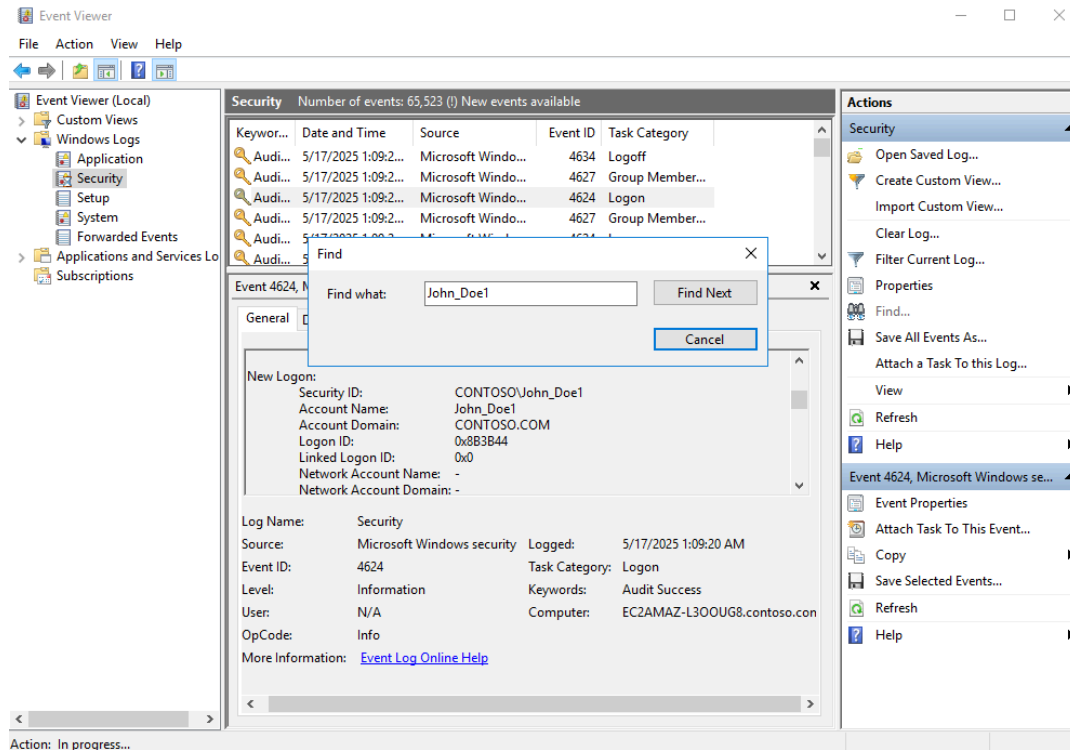 Event Viewer
File Action View Help
Event Viewer (Local)
Custom Views
Windows Logs
Application
Security
Setup
System
Forwarded Events
Applications and Services Lo
Subscriptions
Security Number of events: 65,523 (!) New events available
Keywor... Date and Time Source Event ID Task Category
Audi... 5/17/2025 1:09:2... Microsoft Windo... 4634 Logoff
Audi... 5/17/2025 1:09:2... Microsoft Windo... 4627 Group Member...
Audi... 5/17/2025 1:09:2... Microsoft Windo... 4624 Logon
Audi... 5/17/2025 1:09:2... Microsoft Windo... 4627 Group Member...
Audi...
Audi... 5
Find
Find what: John_Doe1 Find Next
Cancel
Event 4624,
General
New Logon:
Security ID: CONTOSO\John_Doe1
Account Name: John_Doe1
Account Domain: CONTOSO.COM
Logon ID: 0x8B3B44
Linked Logon ID: 0x0
Network Account Name: -
Network Account Domain: -
Log Name: Security
Source: Microsoft Windows security Logged: 5/17/2025 1:09:20 AM
Event ID: 4624 Task Category: Logon
Level: Information Keywords: Audit Success
User: N/A Computer: EC2AMAZ-L3OOUG8.contoso.con
OpCode: Info
More Information: Event Log Online Help
Actions
Security
Open Saved Log...
Create Custom View...
Import Custom View...
Clear Log...
Filter Current Log...
Properties
Find...
Save All Events As...
Attach a Task To this Log...
View
Refresh
Help
Event 4624, Microsoft Windows se...
Event Properties
Attach Task To This Event...
Copy
Save Selected Events...
Refresh
Help
Action: In progress...